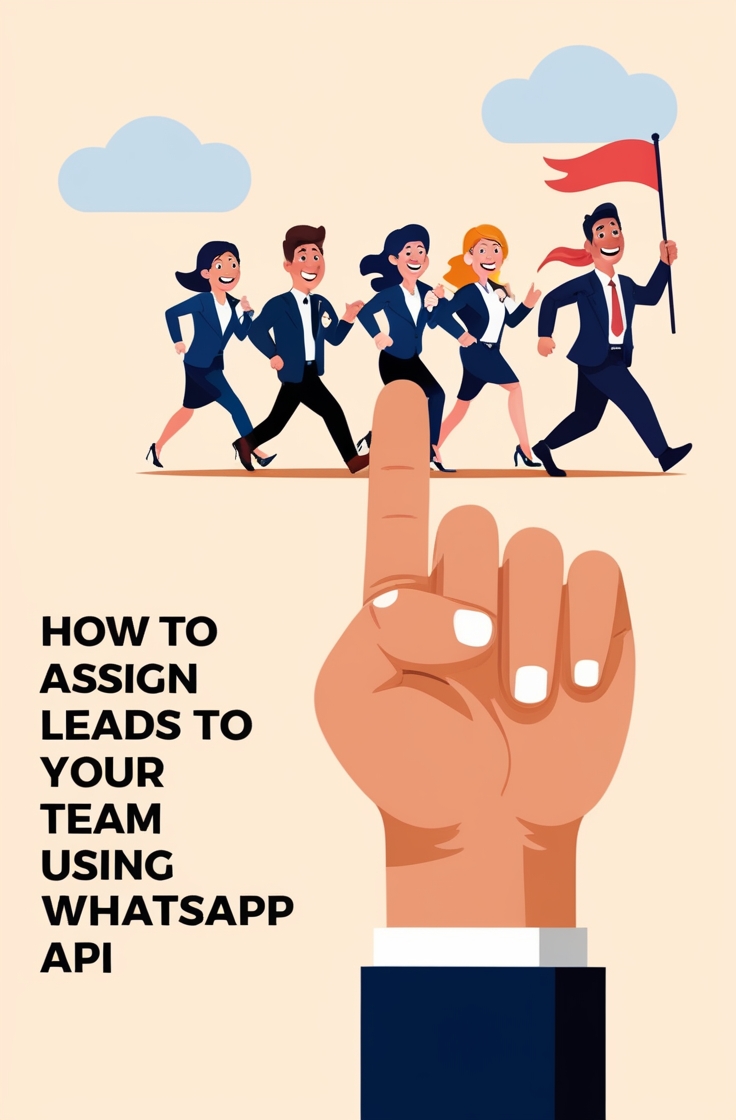 HOW TO
ASSIGN
LEADS TO
YOUR
TEAM
USING
WHATSAPP
API